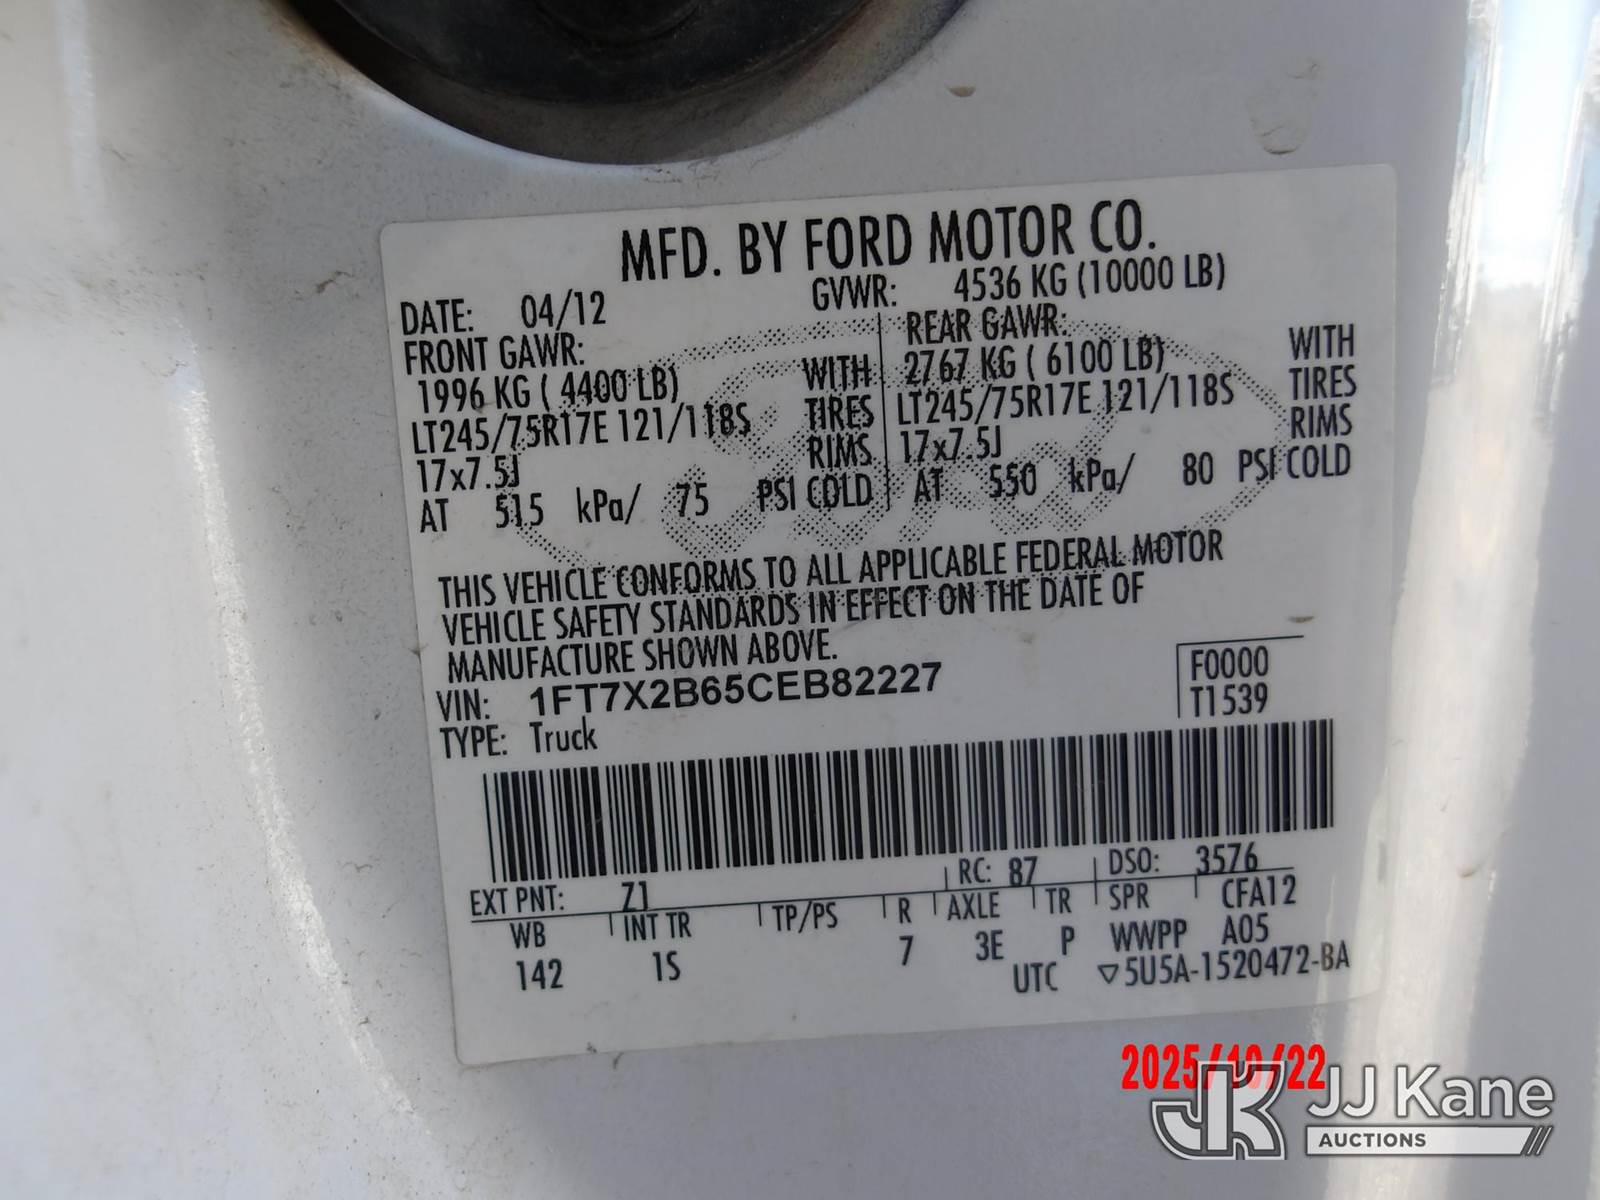 MFD. BY FORD MOTOR CO.
DATE: 04/12 GVWR: 4536 KG (10000 LB)
FRONT GAWR: REAR GAWR:
1996 KG ( 4400 LB) WITH 2767 KG ( 6100 LB) WITH
LT245/75R17E 121/118S TIRES LT245/75R17E 121/118S TIRES
17x7.5J RIMS 17x7.5J RIMS
AT 515 kPa/ 75 PSI COLD AT 550 kPa/ 80 PSI COLD
THIS VEHICLE CONFORMS TO ALL APPLICABLE FEDERAL MOTOR
VEHICLE SAFETY STANDARDS IN EFFECT ON THE DATE OF
MANUFACTURE SHOWN ABOVE.
VIN: 1FT7X2B65CEB82227 F0000
TYPE: Truck T1539
EXT PNT: Z1 RC: 87 DSO: 3576
WB INT TR TP/PS R AXLE TR SPR CFA12
142 1S 7 3E P WWPP A05
UTC ▽5U5A-1520472-BA
2025/10/22
JK JJ Kane
AUCTIONS